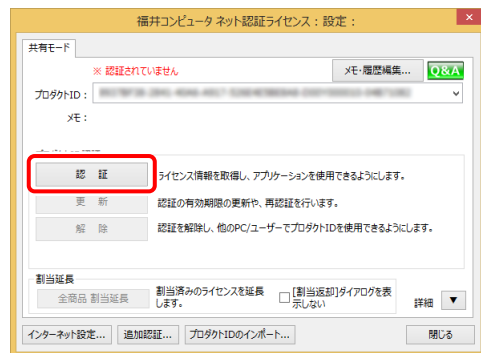 福井コンピュータ ネット認証ライセンス：設定：
×
共有モード
※ 認証されていません
メモ・履歴編集...
Q&A
プロダクトID：
メモ：
認　証
ライセンス情報を取得し、アプリケーションを使用できるようにします。
更　新
認証の有効期限の更新や、再認証を行います。
解　除
認証を解除し、他のPC/ユーザーでプロダクトIDを使用できるようにします。
割当延長
全商品 割当延長
割当済みのライセンスを延長
します。
[割当返却]ダイアログを表
示しない
詳細
▼
インターネット設定...
追加認証...
プロダクトIDのインポート...
閉じる